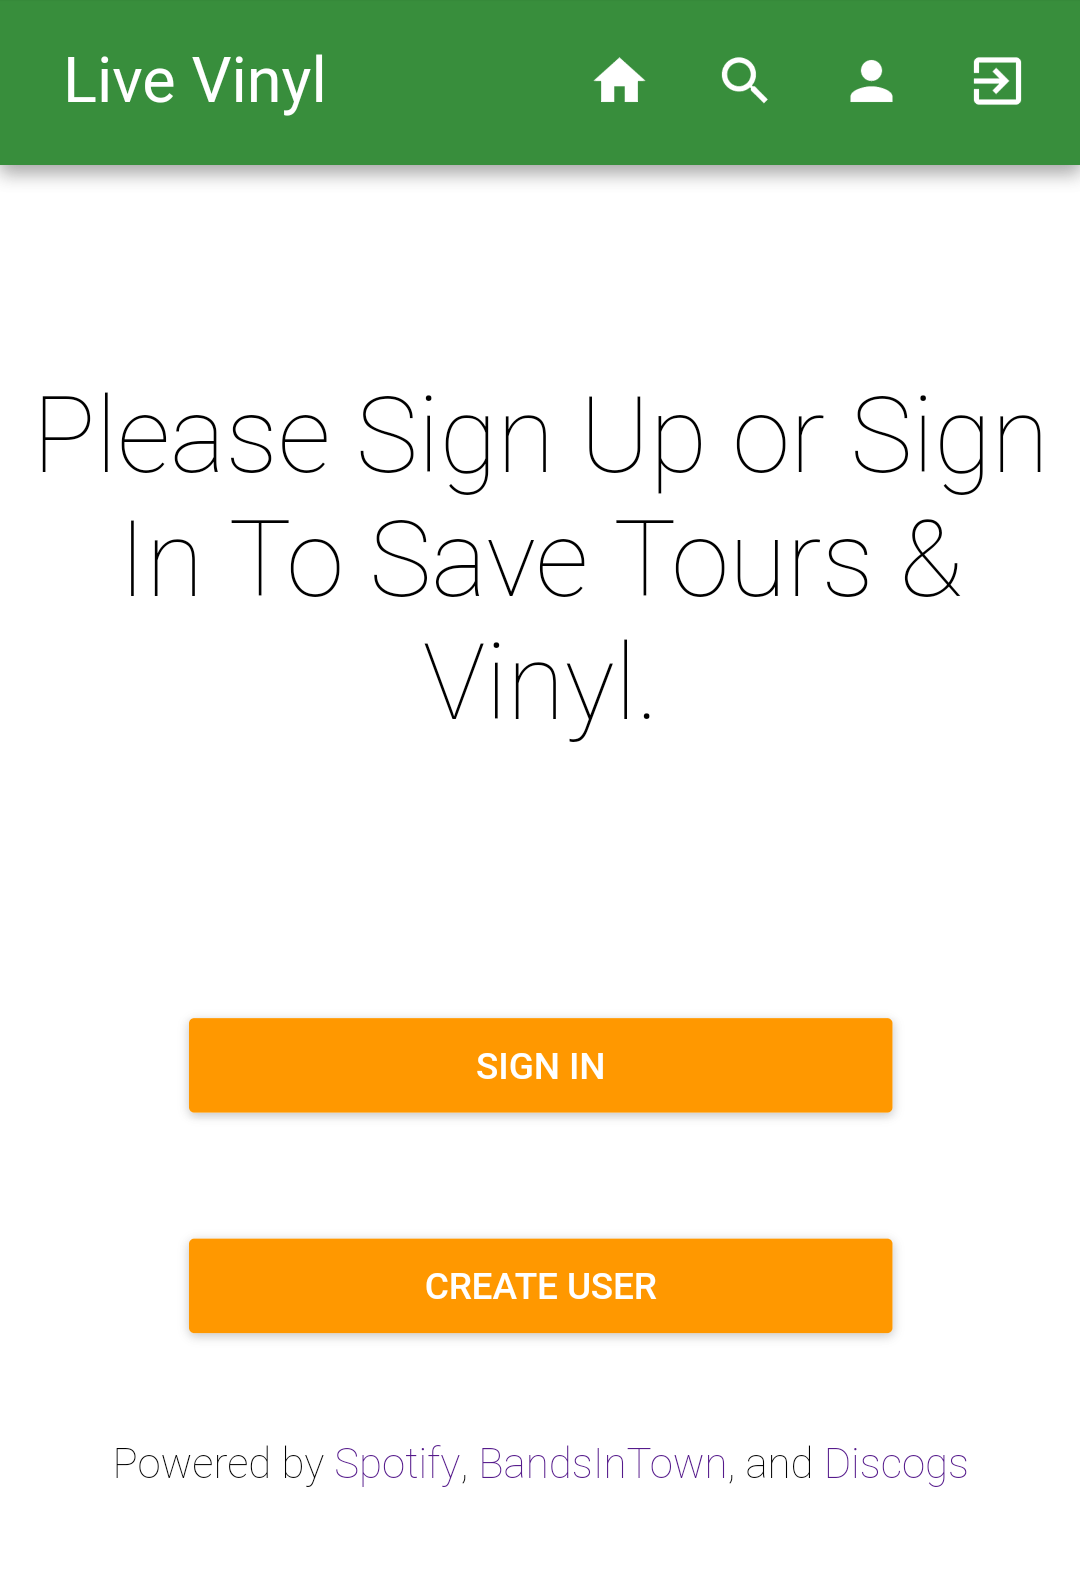 Live Vinyl
Please Sign Up or Sign
In To Save Tours &
Vinyl.
SIGN IN
CREATE USER
Powered by Spotify, BandsInTown, and Discogs